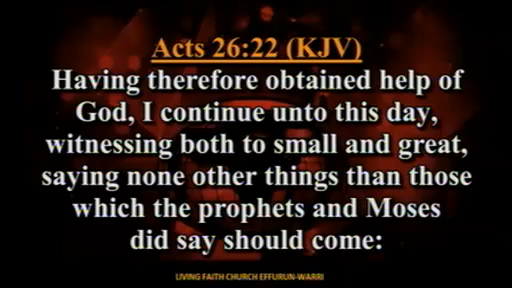 Acts 26:22 (KJV)
Having therefore obtained help of
God, I continue unto this day,
witnessing both to small and great,
saying none other things than those
which the prophets and Moses
did say should come:
LIVING FAITH CHURCH EFFURUN-WARRI